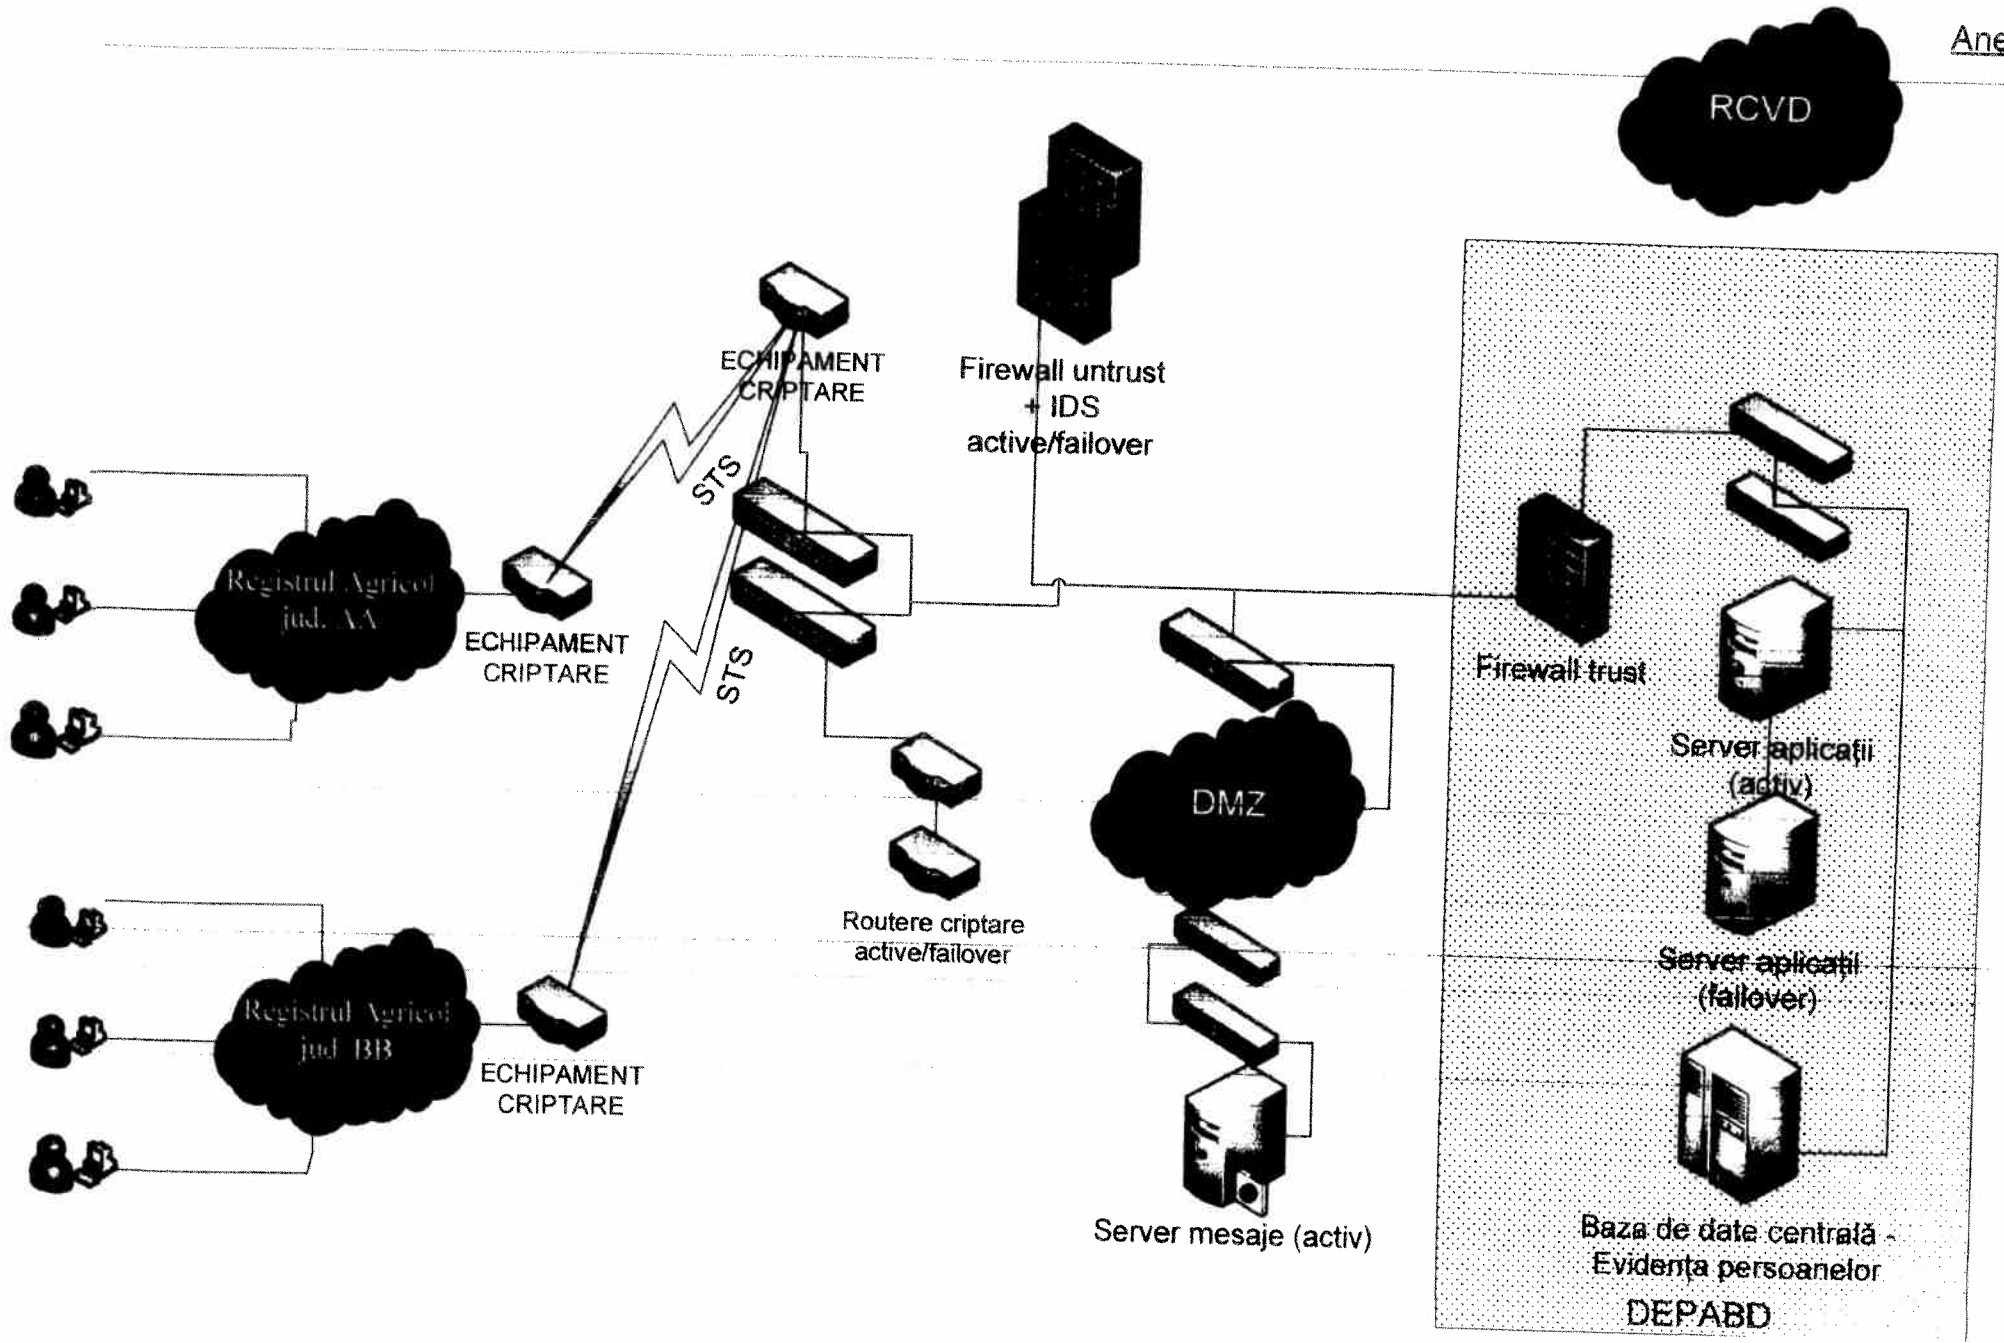 Ane
RCVD
ECHIPAMENT
CRIPTARE
Firewall untrust
+ IDS
active/failover
STS
Registrul Agricol
jud. AA
ECHIPAMENT
CRIPTARE
STS
Firewall trust
Server aplicații
(activ)
DMZ
Routere criptare
active/failover
Server aplicații
(failover)
Registrul Agricol
jud BB
ECHIPAMENT
CRIPTARE
Server mesaje (activ)
Baza de date centrală -
Evidența persoanelor
DEPABD